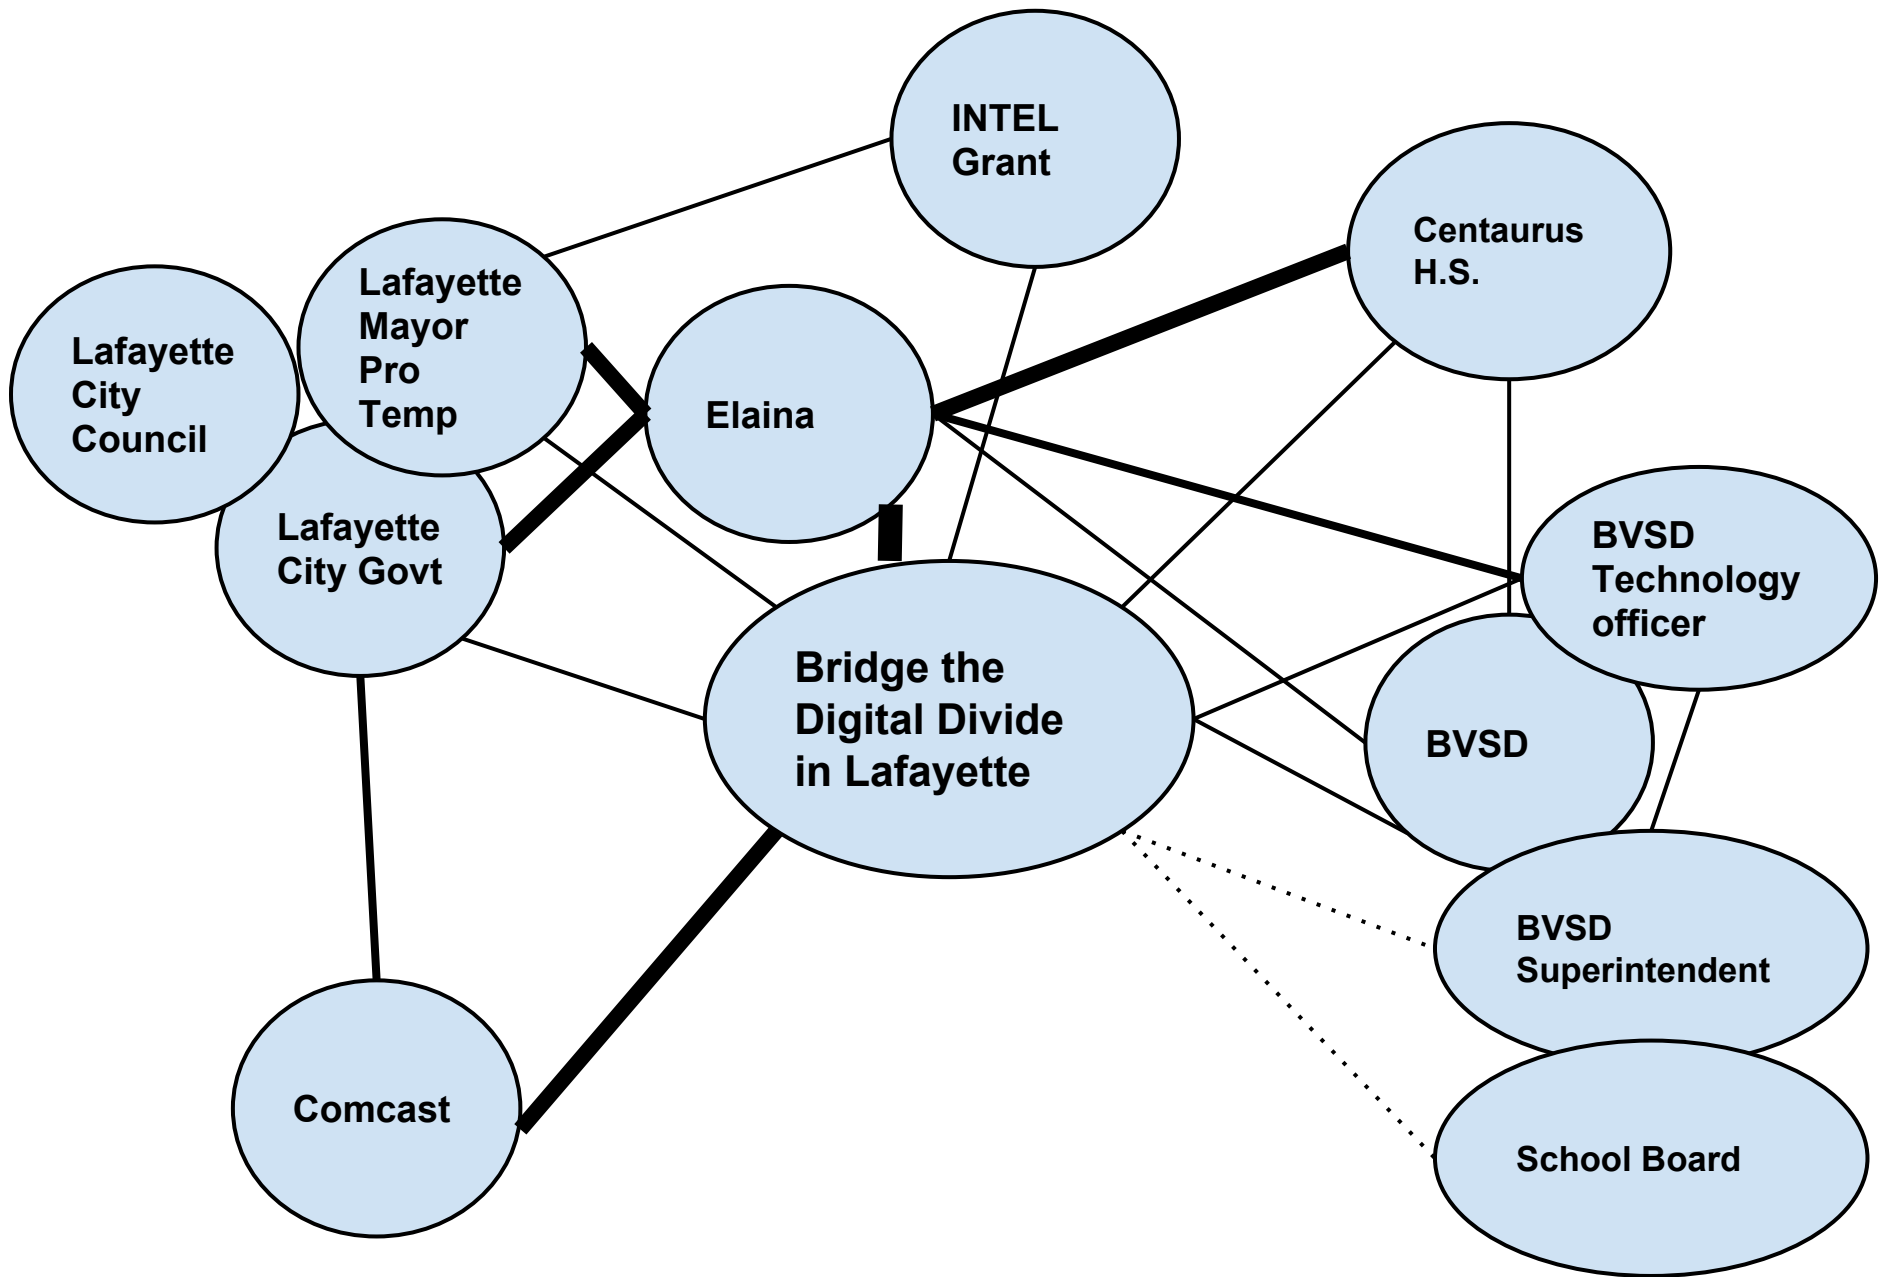 INTEL
Grant
Centaurus
H.S.
Lafayette
Mayor
Pro
Temp
Lafayette
City
Council
Elaina
Lafayette
City Govt
BVSD
Technology
officer
Bridge the
Digital Divide
in Lafayette
BVSD
BVSD
Superintendent
Comcast
School Board